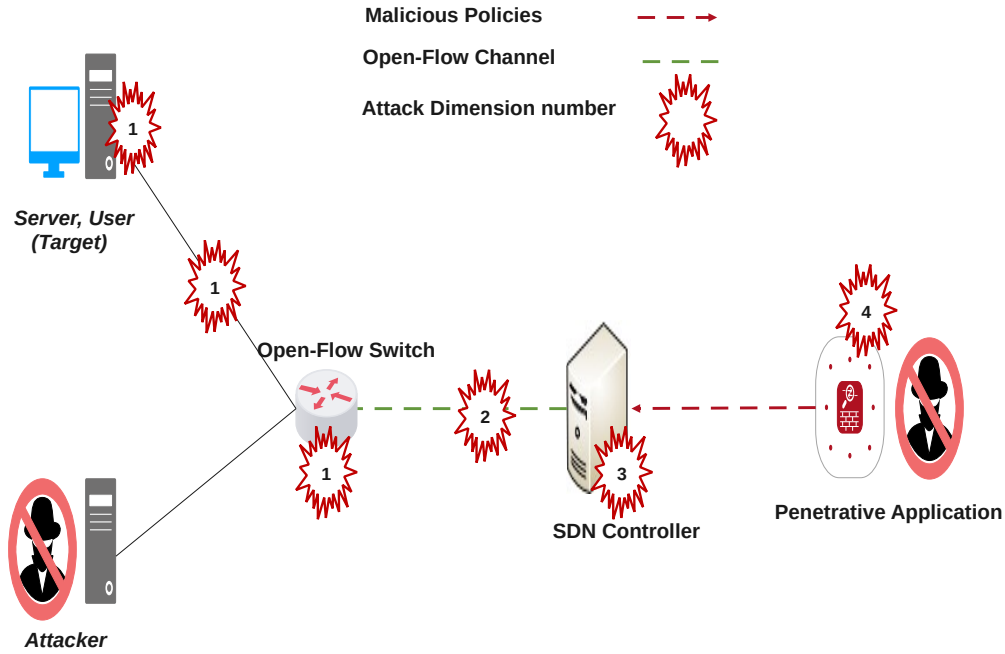 Malicious Policies
Open-Flow Channel
Attack Dimension number
1
Server, User
(Target)
1
4
Open-Flow Switch
2
1
3
Penetrative Application
SDN Controller
Attacker